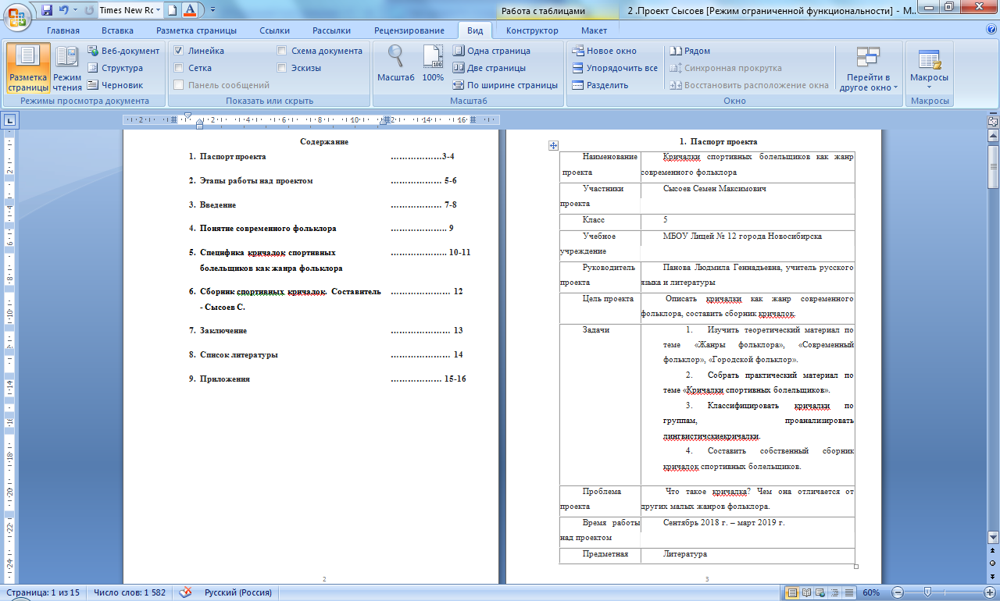 Times New Ro
Работа с таблицами
2 .Проект Сысоев [Режим ограниченной функциональности] - М..
Главная Вставка Разметка страницы Ссылки Рассылки Рецензирование Вид Конструктор Макет
Разметка страницы
Режим чтения
Веб-документ
Структура
Черновик
Режимы просмотра документа
Линейка
Сетка
Панель сообщений
Схема документа
Эскизы
Показать или скрыть
Масштаб
100%
Одна страница
Две страницы
По ширине страницы
Масштаб
Новое окно
Упорядочить все
Разделить
Рядом
Синхронная прокрутка
Восстановить расположение окна
Перейти в
другое окно
Окно
Макросы
Макросы
Содержание
1. Паспорт проекта ………………3-4
2. Этапы работы над проектом ……………… 5-6
3. Введение ……………… 7-8
4. Понятие современного фольклора ……………….. 9
5. Специфика кричалок спортивных ……………….. 10-11
болельщиков как жанра фольклора
6. Сборник спортивных кричалок. Составитель ………………… 12
- Сысоев С.
7. Заключение ………………… 13
8. Список литературы ………………… 14
9. Приложения ……………… 15-16
2
1. Паспорт проекта
Наименование проекта
Кричалки спортивных болельщиков как жанр
современного фольклора
Участники проекта
Сысоев Семен Максимович
Класс
5
Учебное учреждение
МБОУ Лицей № 12 города Новосибирска
Руководитель проекта
Панова Людмила Геннадьевна, учитель русского
языка и литературы
Цель проекта
Описать кричалки как жанр современного
фольклора, составить сборник кричалок.
Задачи
1. Изучить теоретический материал по
теме «Жанры фольклора», «Современный
фольклор», «Городской фольклор».
2. Собрать практический материал по
теме «Кричалки спортивных болельщиков».
3. Классифицировать кричалки по
группам, проанализировать
лингвистичскиекричалки.
4. Составить собственный сборник
кричалок спортивных болельщиков.
Проблема проекта
Что такое кричалка? Чем она отличается от
других малых жанров фольклора.
Время работы над проектом
Сентябрь 2018 г. – март 2019 г.
Предметная
Литература
3
Страница: 1 из 15 Число слов: 1 582 Русский (Россия) 60%